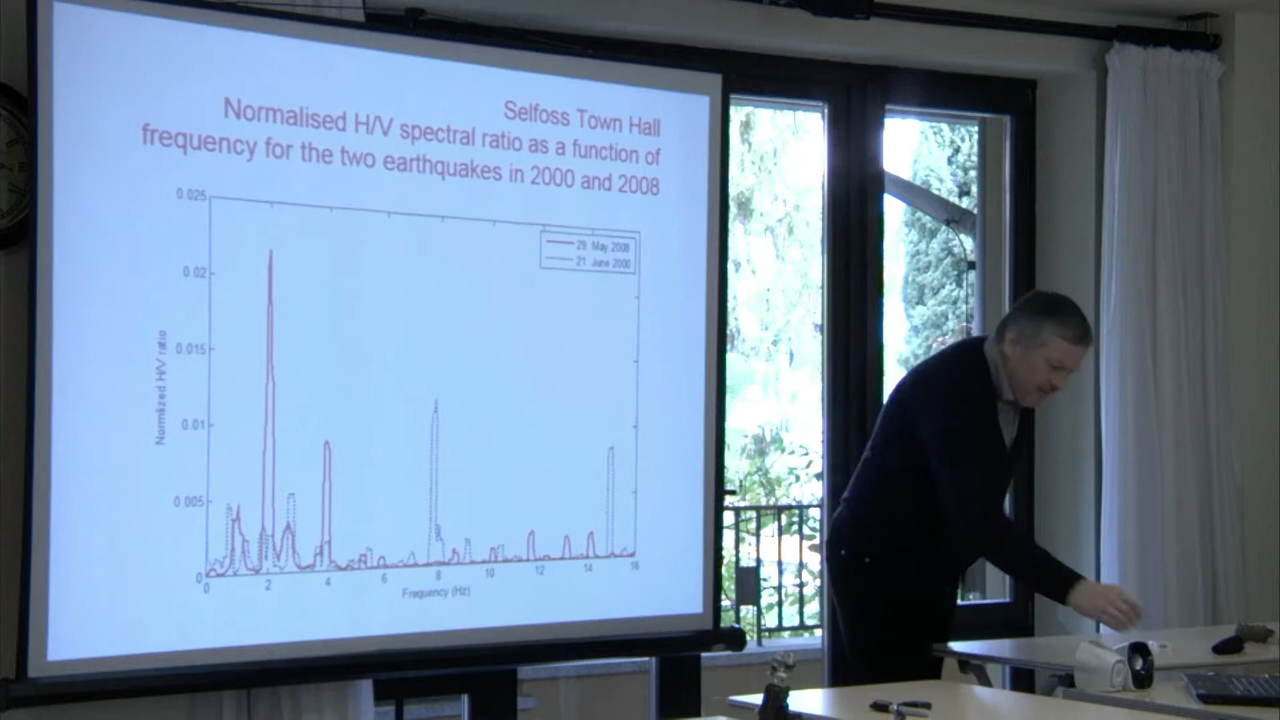 Selfoss Town Hall
Normalised H/V spectral ratio as a function of
frequency for the two earthquakes in 2000 and 2008
0.025
0.02
0.015
0.01
0.005
0
Normlized H/V ratio
29. May 2008
21. June 2000
0 2 4 6 8 10 12 14 16
Frequency (Hz)